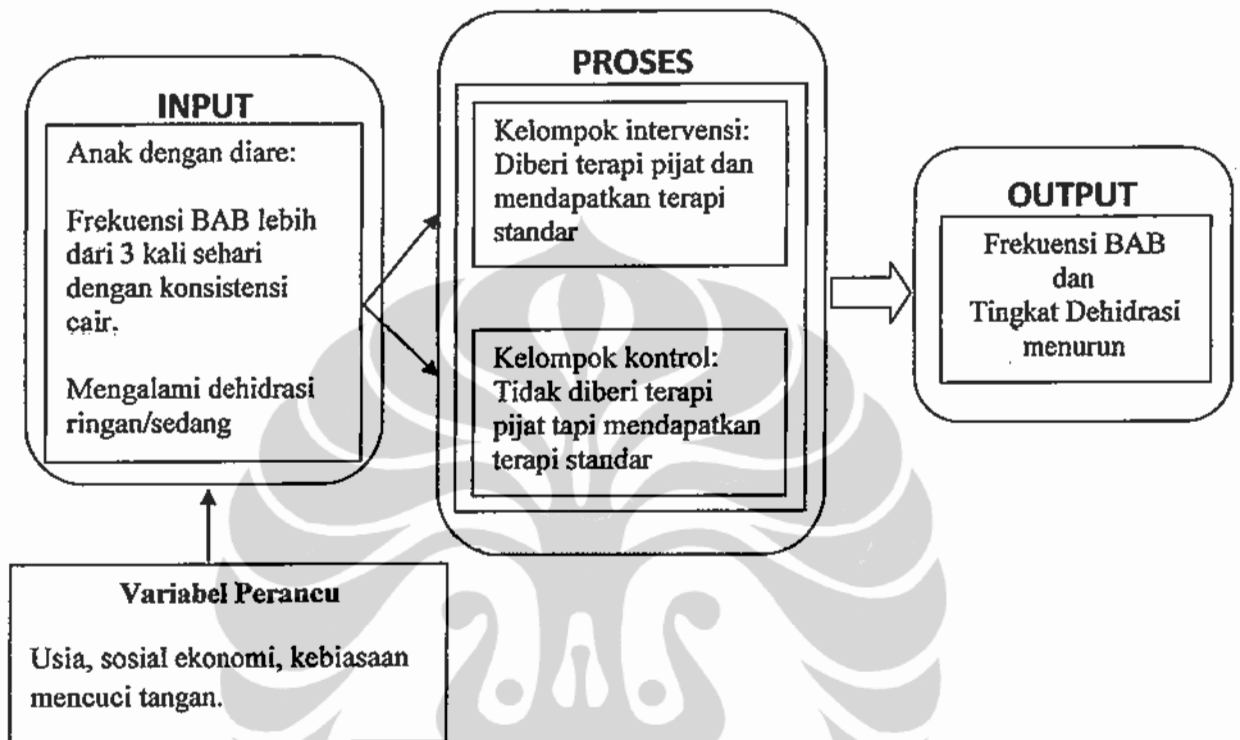 INPUT
Anak dengan diare:
Frekuensi BAB lebih
dari 3 kali sehari
dengan konsistensi
cair.
Mengalami dehidrasi
ringan/sedang
Variabel Perancu
Usia, sosial ekonomi, kebiasaan
mencuci tangan.
PROSES
Kelompok intervensi:
Diberi terapi pijat dan
mendapatkan terapi
standar
Kelompok kontrol:
Tidak diberi terapi
pijat tapi mendapatkan
terapi standar
OUTPUT
Frekuensi BAB
dan
Tingkat Dehidrasi
menurun